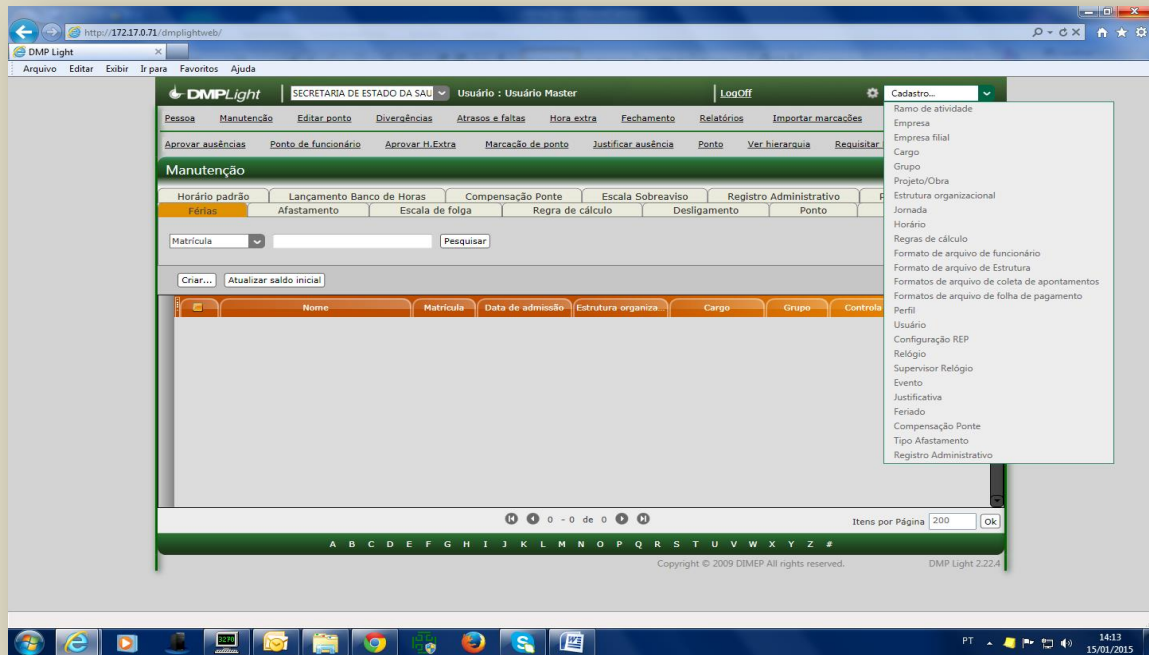 http://172.17.0.71/dmplightweb/
DMP Light
Arquivo Editar Exibir Ir para Favoritos Ajuda
DMPLight SECRETARIA DE ESTADO DA SAU Usuário : Usuário Master LogOff Cadastro...
Pessoa Manutenção Editar ponto Divergências Atrasos e faltas Hora extra Fechamento Relatórios Importar marcações
Aprovar ausências Ponto de funcionário Aprovar H.Extra Marcação de ponto Justificar ausência Ponto Ver hierarquia Requisitar
Manutenção
Horário padrão Lançamento Banco de Horas Compensação Ponte Escala Sobreaviso Registro Administrativo
Férias Afastamento Escala de folga Regra de cálculo Desligamento Ponto
Matrícula Pesquisar
Criar... Atualizar saldo inicial
Nome Matrícula Data de admissão Estrutura organiza Cargo Grupo Controla
Ramo de atividade
Empresa
Empresa filial
Cargo
Grupo
Projeto/Obra
Estrutura organizacional
Jornada
Horário
Regras de cálculo
Formato de arquivo de funcionário
Formato de arquivo de Estrutura
Formatos de arquivo de coleta de apontamentos
Formatos de arquivo de folha de pagamento
Perfil
Usuário
Configuração REP
Relógio
Supervisor Relógio
Evento
Justificativa
Feriado
Compensação Ponte
Tipo Afastamento
Registro Administrativo
0 - 0 de 0
Itens por Página 200 Ok
A B C D E F G H I J K L M N O P Q R S T U V W X Y Z #
Copyright © 2009 DIMEP All rights reserved. DMP Light 2.22.4
3270
PT 14:13
15/01/2015